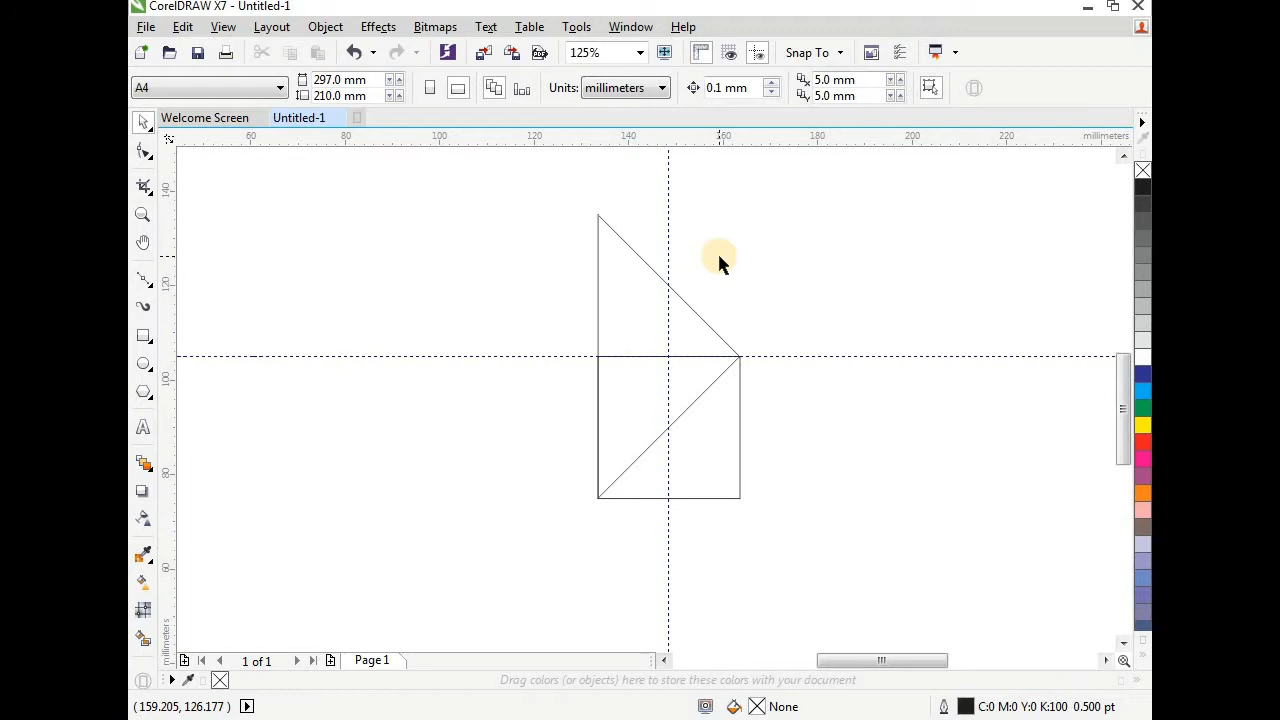 CorelDRAW X7 - Untitled-1
File Edit View Layout Object Effects Bitmaps Text Table Tools Window Help
125% Snap To
A4 297.0 mm 210.0 mm Units: millimeters 0.1 mm 5.0 mm 5.0 mm
Welcome Screen Untitled-1
60 80 100 120 140 160 180 200 220 millimeters
140
120
100
80
60
millimeters
1 of 1 Page 1
Drag colors (or objects) here to store these colors with your document
(159.205, 126.177) None C:0 M:0 Y:0 K:100 0.500 pt